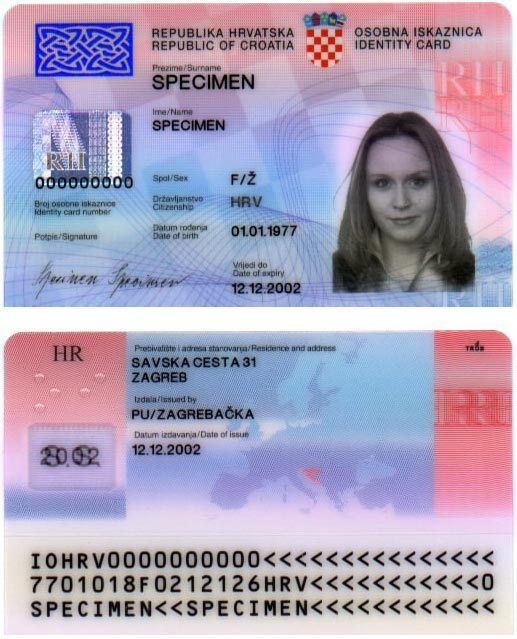 REPUBLIKA HRVATSKA
REPUBLIC OF CROATIA
OSOBNA ISKAZNICA
IDENTITY CARD
Prezime/Surname
SPECIMEN
Ime/Name
SPECIMEN
RH
RH
RH
000000000
Broj osobne iskaznice
Identity card number
Spol/Sex
F/Ž
Državljanstvo
Citizenship
HRV
Datum rođenja
Date of birth
01.01.1977
Potpis/Signature
Specimen Specimen
Vrijedi do
Date of expiry
12.12.2002
RH
HR
Prebivalište i adresa stanovanja/Residence and address
SAVSKA CESTA 31
ZAGREB
Izdala/Issued by
PU/ZAGREBAČKA
Datum izdavanja/Date of issue
12.12.2002
IOHRV0000000000<<<<<<<<<<<<<<<
7701018F0212126HRV<<<<<<<<<<<0
SPECIMEN<<SPECIMEN<<<<<<<<<<<<